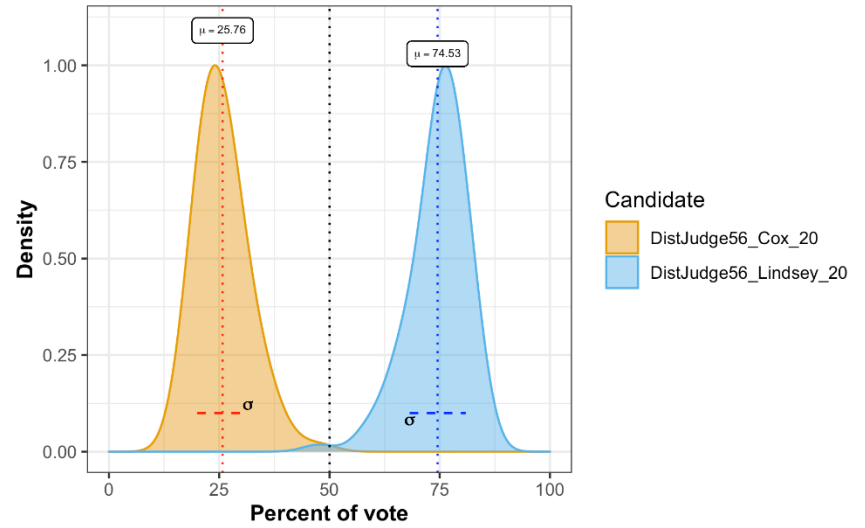 μ = 25.76
μ = 74.53
1.00
0.75
0.50
0.25
0.00
σ
σ
0
25
50
75
100
Percent of vote
Density
Candidate
DistJudge56_Cox_20
DistJudge56_Lindsey_20